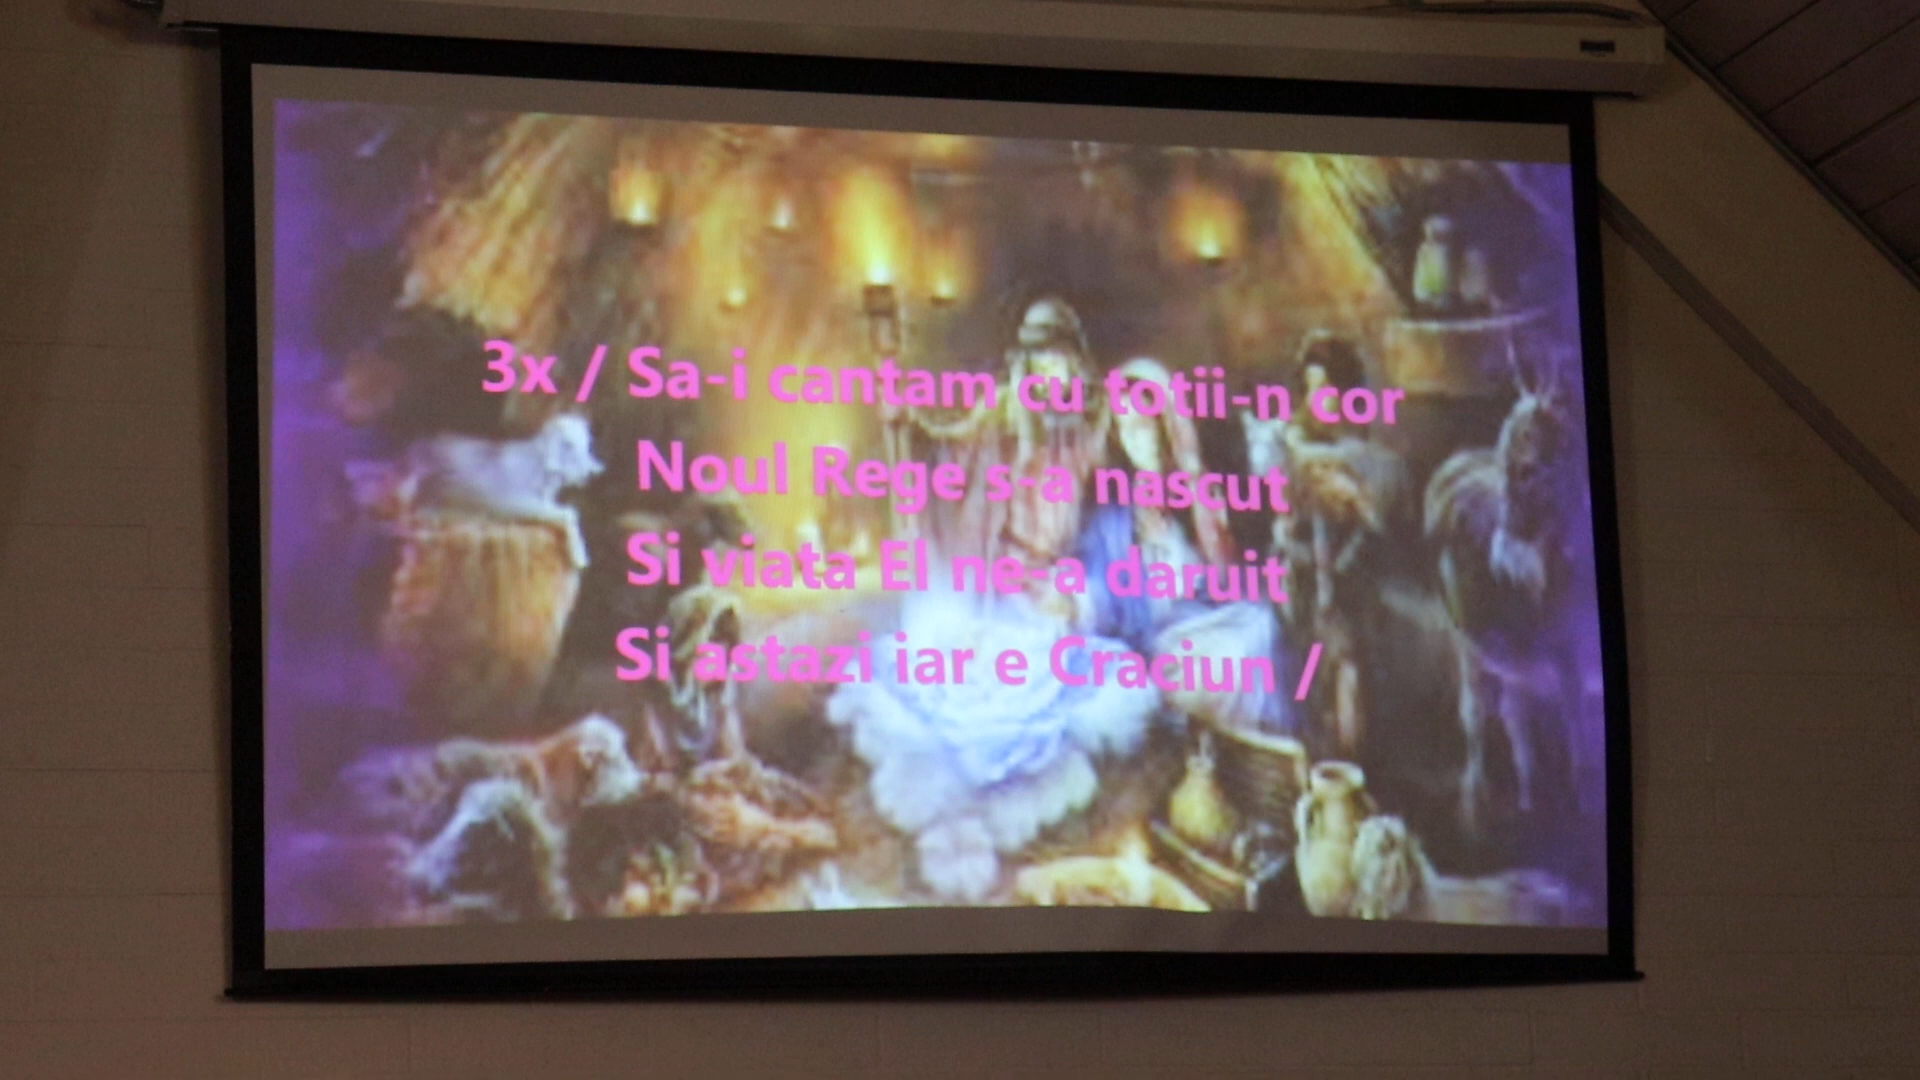 3x / Sa-i cantam cu totii-n cor
Noul Rege s-a nascut
Si viata El ne-a daruit
Si astazi iar e Craciun /